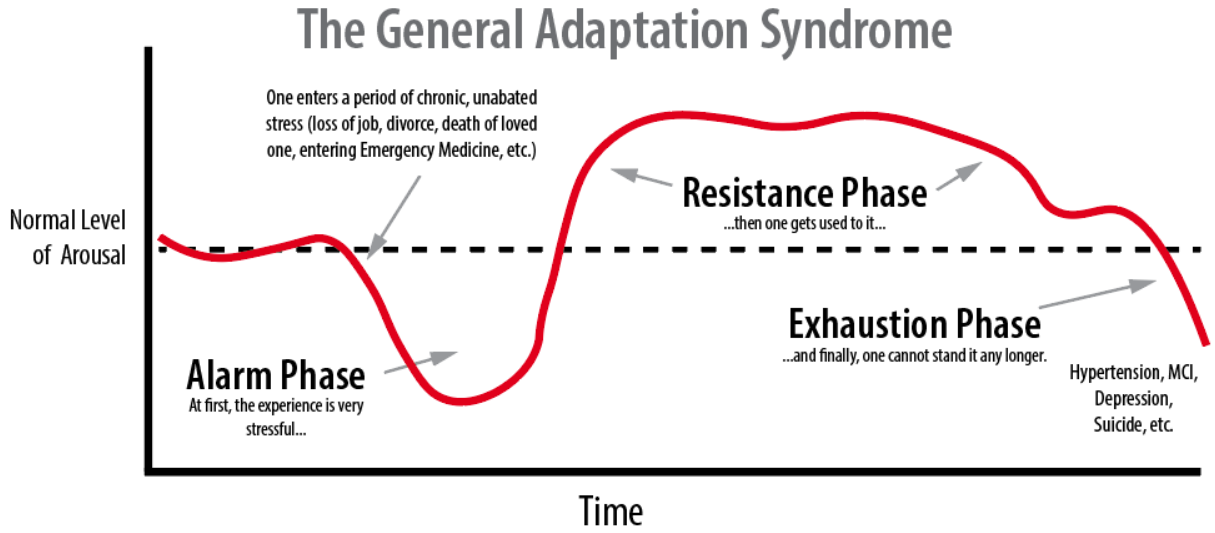 The General Adaptation Syndrome
One enters a period of chronic, unabated
stress (loss of job, divorce, death of loved
one, entering Emergency Medicine, etc.)
Normal Level
of Arousal
Resistance Phase
...then one gets used to it...
Exhaustion Phase
...and finally, one cannot stand it any longer.
Alarm Phase
At first, the experience is very
stressful...
Hypertension, MCI,
Depression,
Suicide, etc.
Time